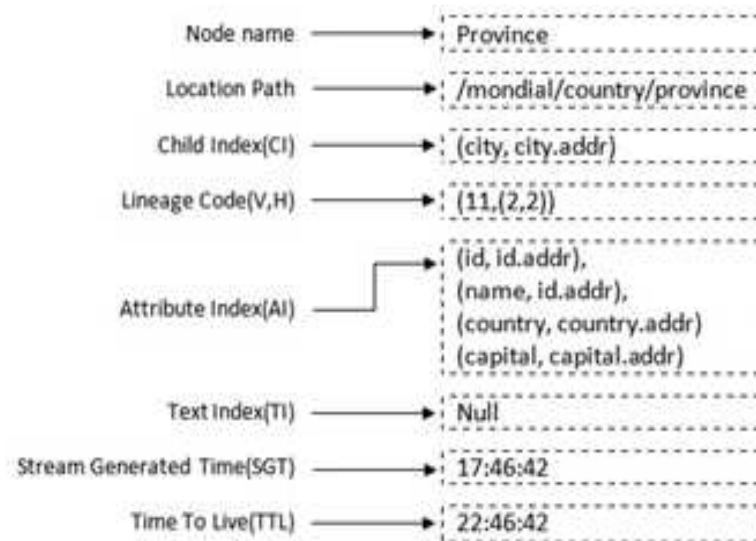 Node name Province
Location Path /mondial/country/province
Child Index(CI) (city, city.addr)
Lineage Code(V,H) (11,(2,2))
Attribute Index(AI) (id, id.addr),
(name, id.addr),
(country, country.addr)
(capital, capital.addr)
Text Index(TI) Null
Stream Generated Time(SGT) 17:46:42
Time To Live(TTL) 22:46:42